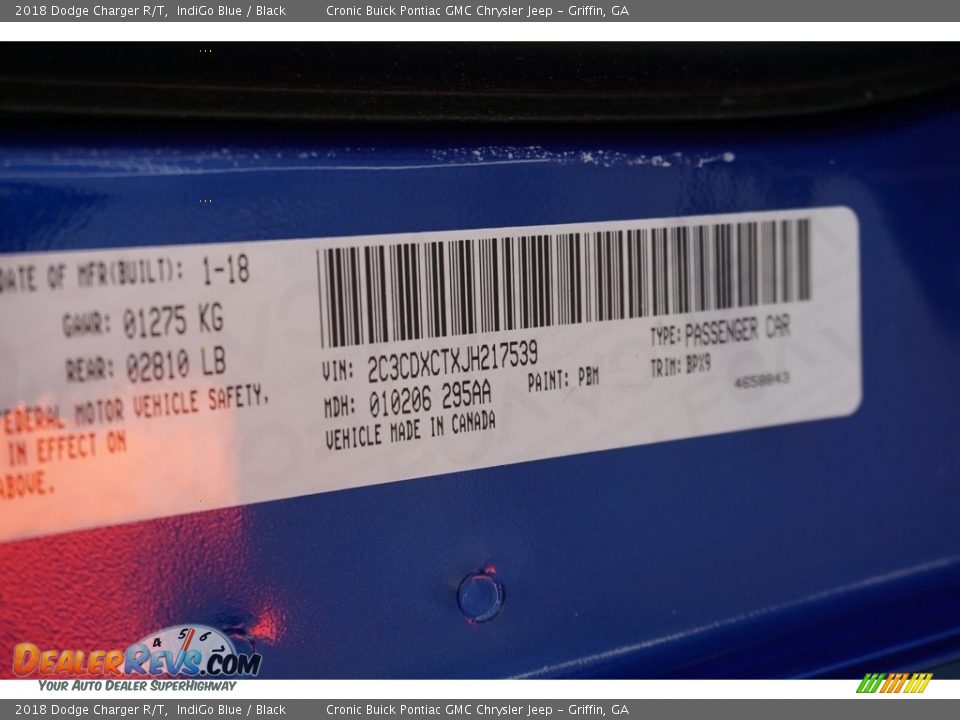 2018 Dodge Charger R/T, IndiGo Blue / Black Cronic Buick Pontiac GMC Chrysler Jeep - Griffin, GA
DATE OF MFR(BUILT): 1-18
GAWR: 01275 KG
REAR: 02810 LB
FEDERAL MOTOR VEHICLE SAFETY,
IN EFFECT ON
ABOVE.
VIN: 2C3CDXCTXJH217539
TYPE: PASSENGER CAR
MDH: 010206 295AA
PAINT: PBM
TRIM: BPX9
VEHICLE MADE IN CANADA
4658843
4 5 6
DealerRevs.com
Your Auto Dealer SuperHighway
2018 Dodge Charger R/T, IndiGo Blue / Black Cronic Buick Pontiac GMC Chrysler Jeep - Griffin, GA